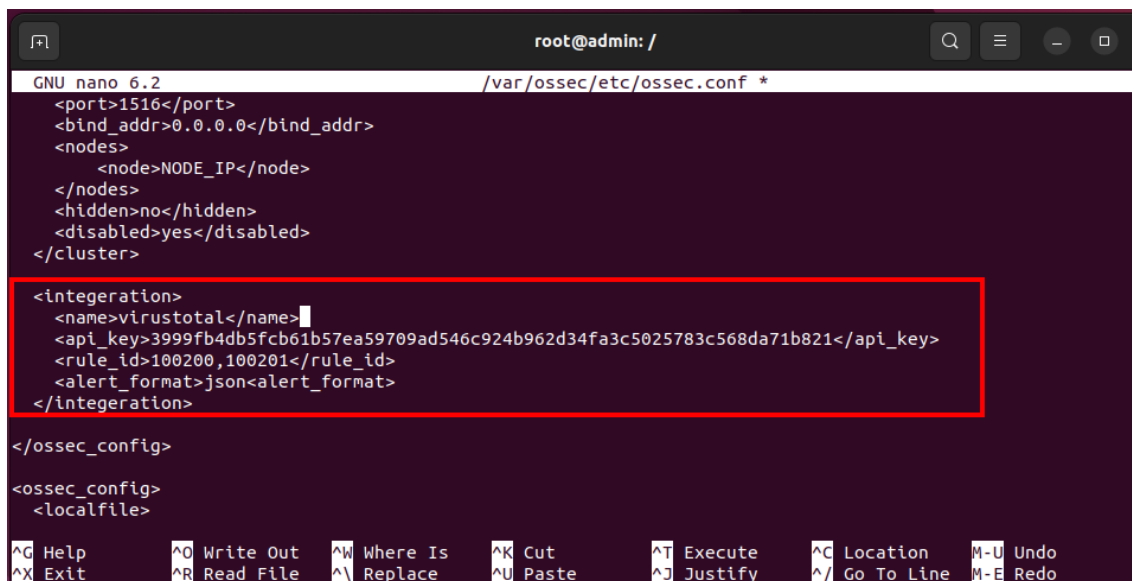 root@admin: /
GNU nano 6.2 /var/ossec/etc/ossec.conf *
<port>1516</port>
<bind_addr>0.0.0.0</bind_addr>
<nodes>
<node>NODE_IP</node>
</nodes>
<hidden>no</hidden>
<disabled>yes</disabled>
</cluster>
<integeration>
<name>virustotal</name>
<api_key>3999fb4db5fcb61b57ea59709ad546c924b962d34fa3c5025783c568da71b821</api_key>
<rule_id>100200,100201</rule_id>
<alert_format>json<alert_format>
</integeration>
</ossec_config>
<ossec_config>
<localfile>
^G Help ^O Write Out ^W Where Is ^K Cut ^T Execute ^C Location M-U Undo
^X Exit ^R Read File ^\ Replace ^U Paste ^J Justify ^/ Go To Line M-E Redo